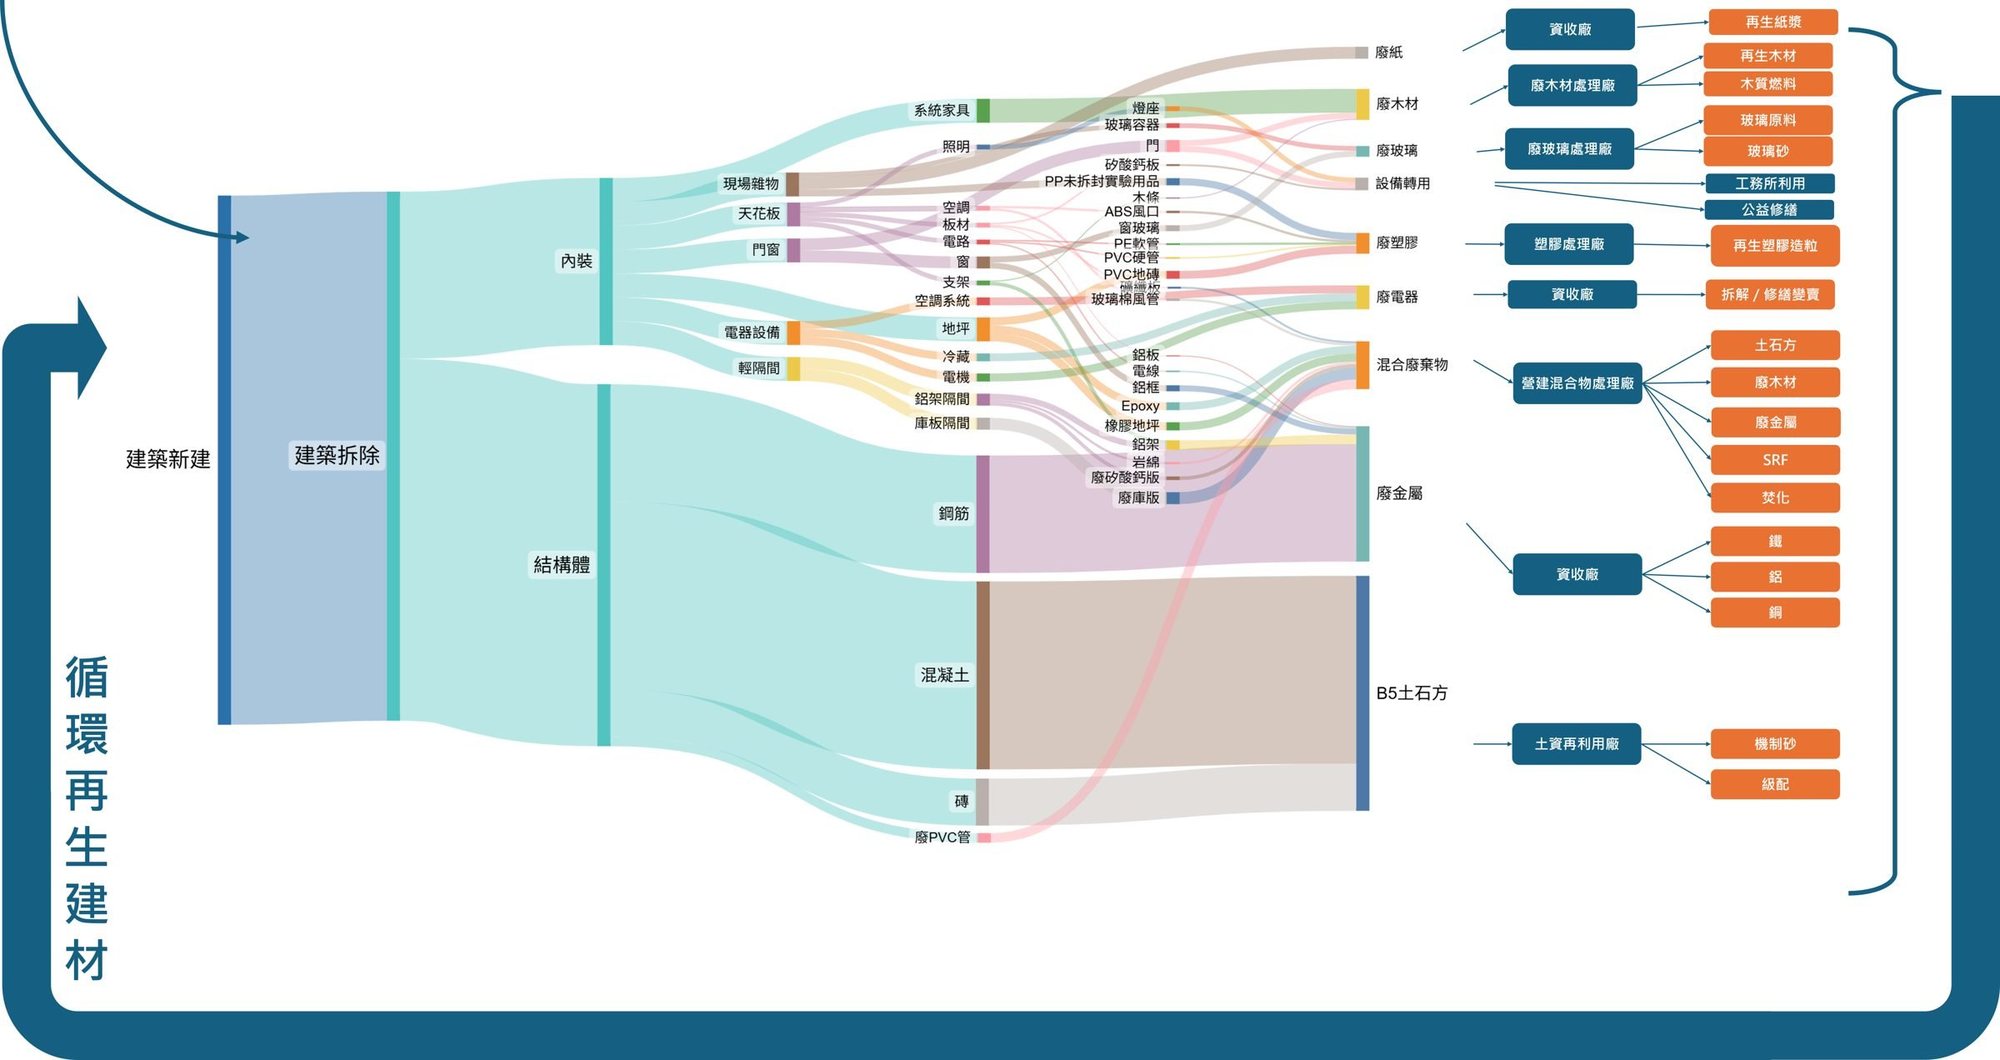 循環再生建材
建築新建
建築拆除
內裝
結構體
現場雜物
天花板
門窗
電器設備
輕隔間
系統家具
照明
空調
板材
電路
窗
支架
空調系統
地坪
冷藏
電機
鋁架隔間
庫板隔間
鋼筋
混凝土
磚
廢PVC管
燈座
玻璃容器
門
矽酸鈣板
PP未拆封實驗用品
木條
ABS風口
窗玻璃
PE軟管
PVC硬管
PVC地磚
礦纖板
玻璃棉風管
鋁板
電線
鋁框
Epoxy
橡膠地坪
鋁架
岩綿
廢矽酸鈣版
廢庫版
廢紙
廢木材
廢玻璃
設備轉用
廢塑膠
廢電器
混合廢棄物
廢金屬
B5土石方
資收廠
廢木材處理廠
廢玻璃處理廠
塑膠處理廠
資收廠
營建混合物處理廠
資收廠
土資再利用廠
再生紙漿
再生木材
木質燃料
玻璃原料
玻璃砂
工務所利用
公益修繕
再生塑膠造粒
拆解 / 修繕變賣
土石方
廢木材
廢金屬
SRF
焚化
鐵
鋁
銅
機制砂
級配